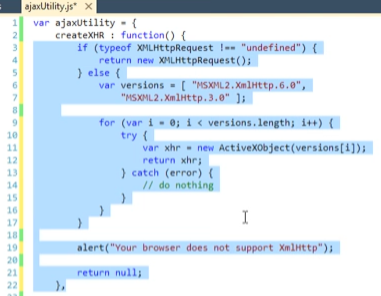 ajaxUtility.js*
1 var ajaxUtility = {
2 createXHR : function() {
3 if (typeof XMLHttpRequest !== "undefined") {
4 return new XMLHttpRequest();
5 } else {
6 var versions = [ "MSXML2.XmlHttp.6.0",
7 "MSXML2.XmlHttp.3.0" ];
8
9 for (var i = 0; i < versions.length; i++) {
10 try {
11 var xhr = new ActiveXObject(versions[i]);
12 return xhr;
13 } catch (error) {
14 // do nothing
15 }
16 }
17 }
18
19 alert("Your browser does not support XmlHttp");
20
21 return null;
22 },